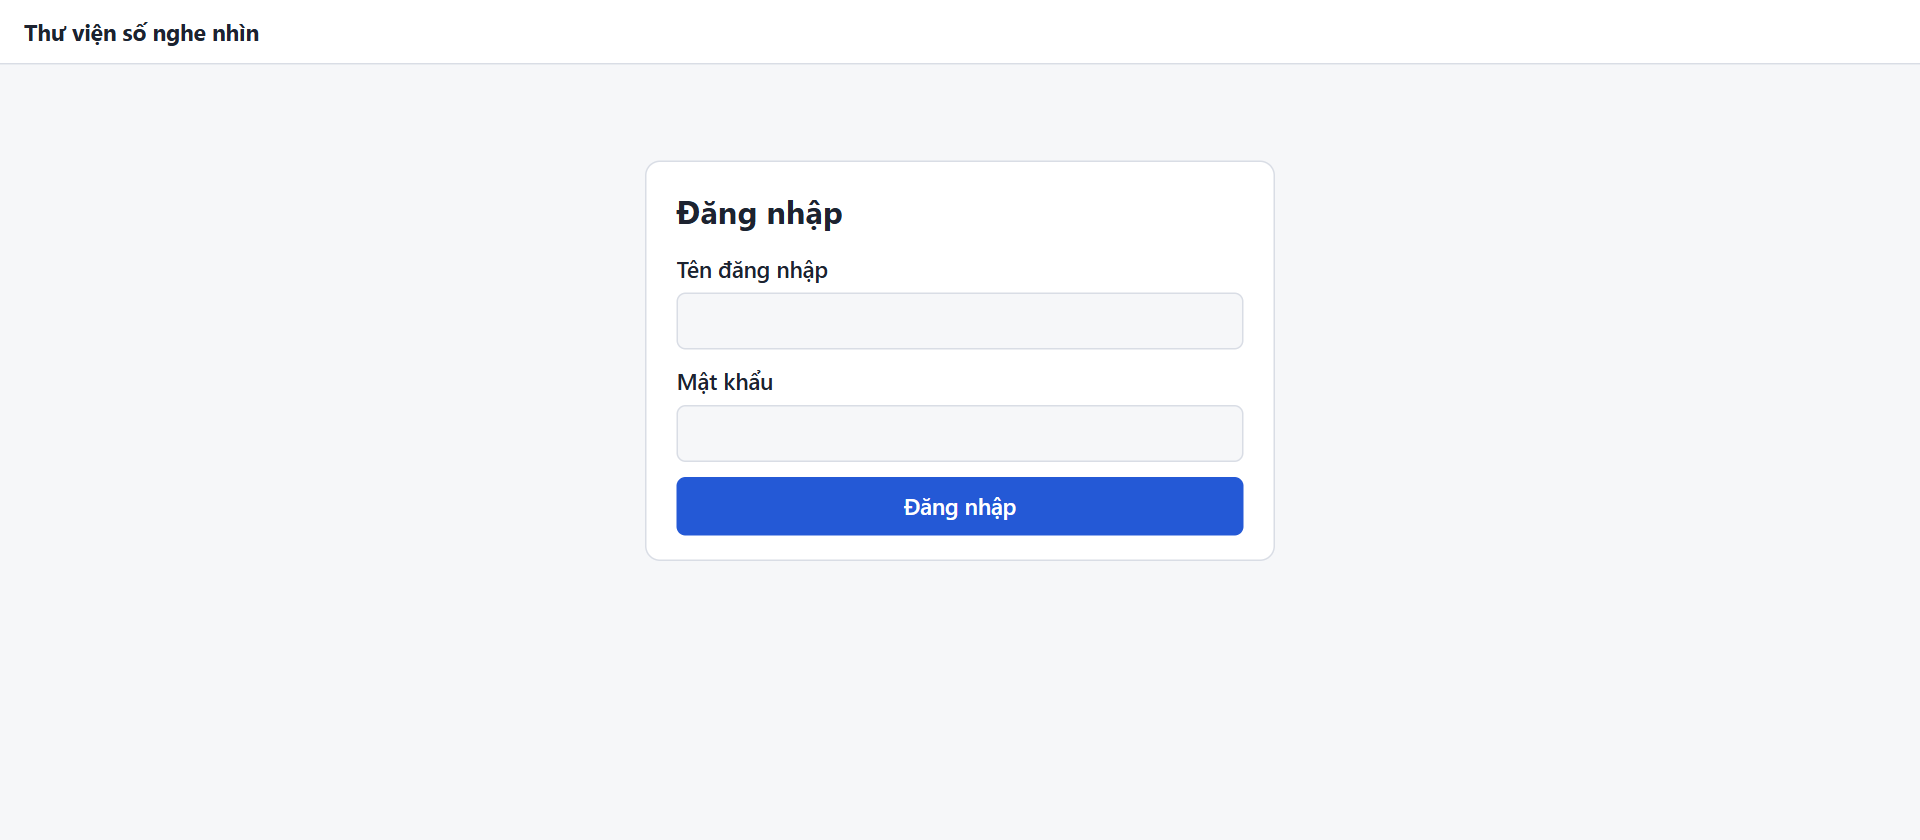 Thư viện số nghe nhìn
Đăng nhập
Tên đăng nhập
Mật khẩu
Đăng nhập